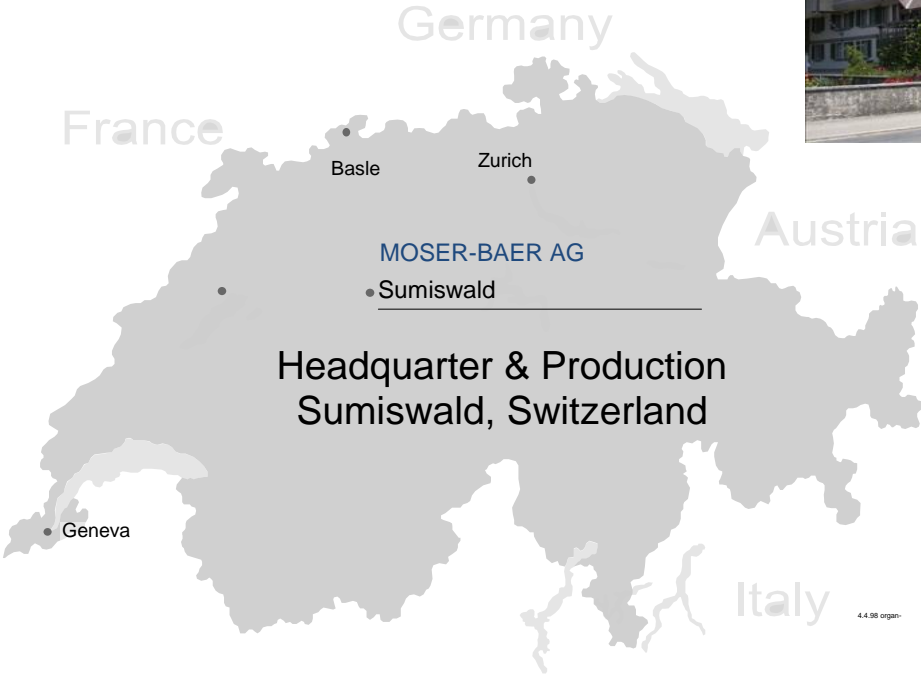 Germany
France
Basle
Zurich
Austria
MOSER-BAER AG
Sumiswald
Headquarter & Production
Sumiswald, Switzerland
Geneva
Italy
4.4.98 organ-